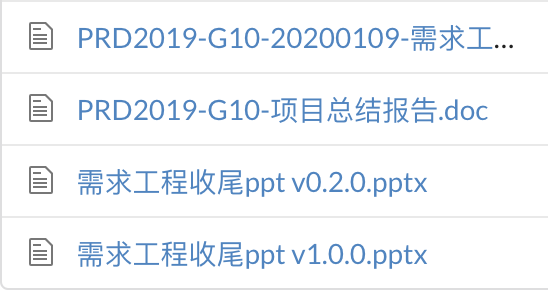 PRD2019-G10-20200109-需求工...
PRD2019-G10-项目总结报告.doc
需求工程收尾ppt v0.2.0.pptx
需求工程收尾ppt v1.0.0.pptx